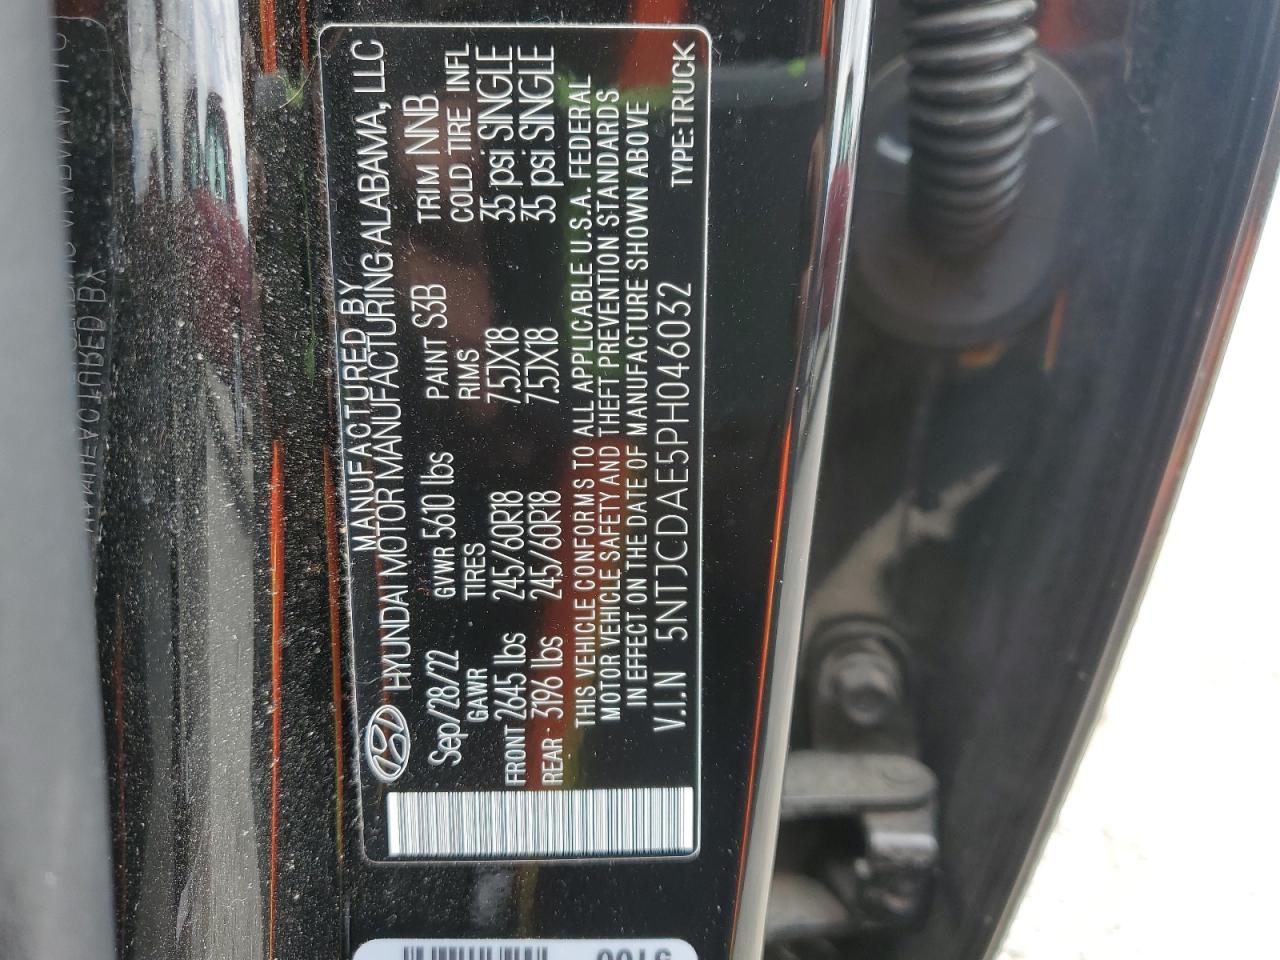 MANUFACTURED BY
HYUNDAI MOTOR MANUFACTURING ALABAMA, LLC
Sep/28/22 GVWR 5610 lbs PAINT S3B TRIM NNB
GAWR TIRES RIMS COLD TIRE INFL
FRONT 2645 lbs 245/60R18 7.5JX18 35 psi SINGLE
REAR 3196 lbs 245/60R18 7.5JX18 35 psi SINGLE
THIS VEHICLE CONFORMS TO ALL APPLICABLE U.S.A. FEDERAL
MOTOR VEHICLE SAFETY AND THEFT PREVENTION STANDARDS
IN EFFECT ON THE DATE OF MANUFACTURE SHOWN ABOVE
V.I.N 5NTJCDAE5PH046032 TYPE:TRUCK